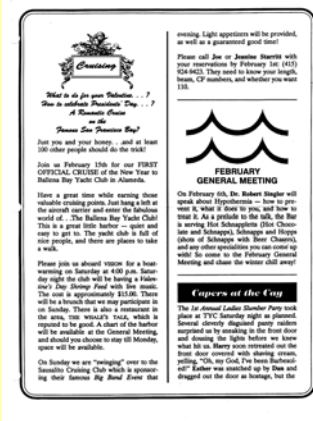 Cruising
What to do for your Valentine. . . ?
How to celebrate Presidents' Day. . . ?
A Romantic Cruise
on the
Famous San Francisco Bay!
Just you and your honey. . .and at least
100 other people should do the trick!
Join us February 15th for our FIRST
OFFICIAL CRUISE of the New Year to
Ballena Bay Yacht Club in Alameda.
Have a great time while earning those
valuable cruising points. Just hang a left at
the aircraft carrier and enter the fabulous
world of. . .The Ballena Bay Yacht Club!
This is a great little harbor — quiet and
easy to get to. The yacht club is full of
nice people, and there are places to take
a walk.
Please join us aboard VISION for a boat-
warming on Saturday at 4:00 p.m. Satur-
day night the club will be having a Valen-
tine's Day Shrimp Feed with live music.
The cost is approximately $15.00. There
will be a brunch that we may participate in
on Sunday. There is also a restaurant in
the area, THE WHALE'S TALE, which is
reputed to be good. A chart of the harbor
will be available at the General Meeting,
and should you choose to stay till Monday,
space will be available.
On Sunday we are "swinging" over to the
Sausalito Cruising Club which is sponsor-
ing their famous Big Band Event that
evening. Light appetizers will be provided,
as well as a guaranteed good time!
Please call Joe or Jeanine Starritt with
your reservations by February 1st (415)
924-9423. They need to know your length,
beam, CF numbers, and whether you want
110.
FEBRUARY
GENERAL MEETING
On February 6th, Dr. Robert Singler will
speak about Hypothermia — how to pre-
vent it, what it does to you, and how to
treat it. As a prelude to the talk, the Bar
is serving Hot Schnapplets (Hot Choco-
late and Schnapps), Schnapps and Hopps
(shots of Schnapps with Beer Chasers),
and any other specialties you can come up
with! So come to the February General
Meeting and chase the winter chill away!
Capers at the Cay
The 1st Annual Ladies Slumber Party took
place at TYC Saturday night as planned.
Several cleverly disguised panty raiders
surprised us by sneaking in the front door
and dousing the lights before we knew
what hit us. Harry soon retreated out the
front door covered with shaving cream,
yelling, "Oh, my God, I've been Barbasol-
ed!" Esther was snatched up by Dan and
dragged out the door as hostage, but the